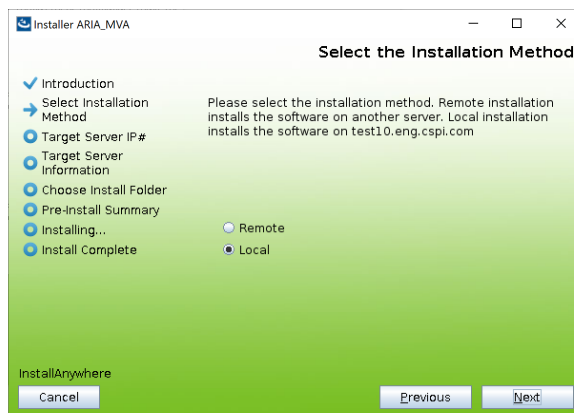 Installer ARIA_MVA
Select the Installation Method
Introduction
Select Installation
Method
Target Server IP#
Target Server
Information
Choose Install Folder
Pre-Install Summary
Installing...
Install Complete
Please select the installation method. Remote installation
installs the software on another server. Local installation
installs the software on test10.eng.cspi.com
Remote
Local
InstallAnywhere
Cancel
Previous
Next